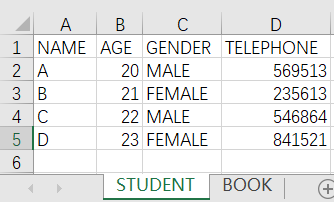 A B C D
1 NAME AGE GENDER TELEPHONE
2 A 20 MALE 569513
3 B 21 FEMALE 235613
4 C 22 MALE 546864
5 D 23 FEMALE 841521
6
STUDENT BOOK